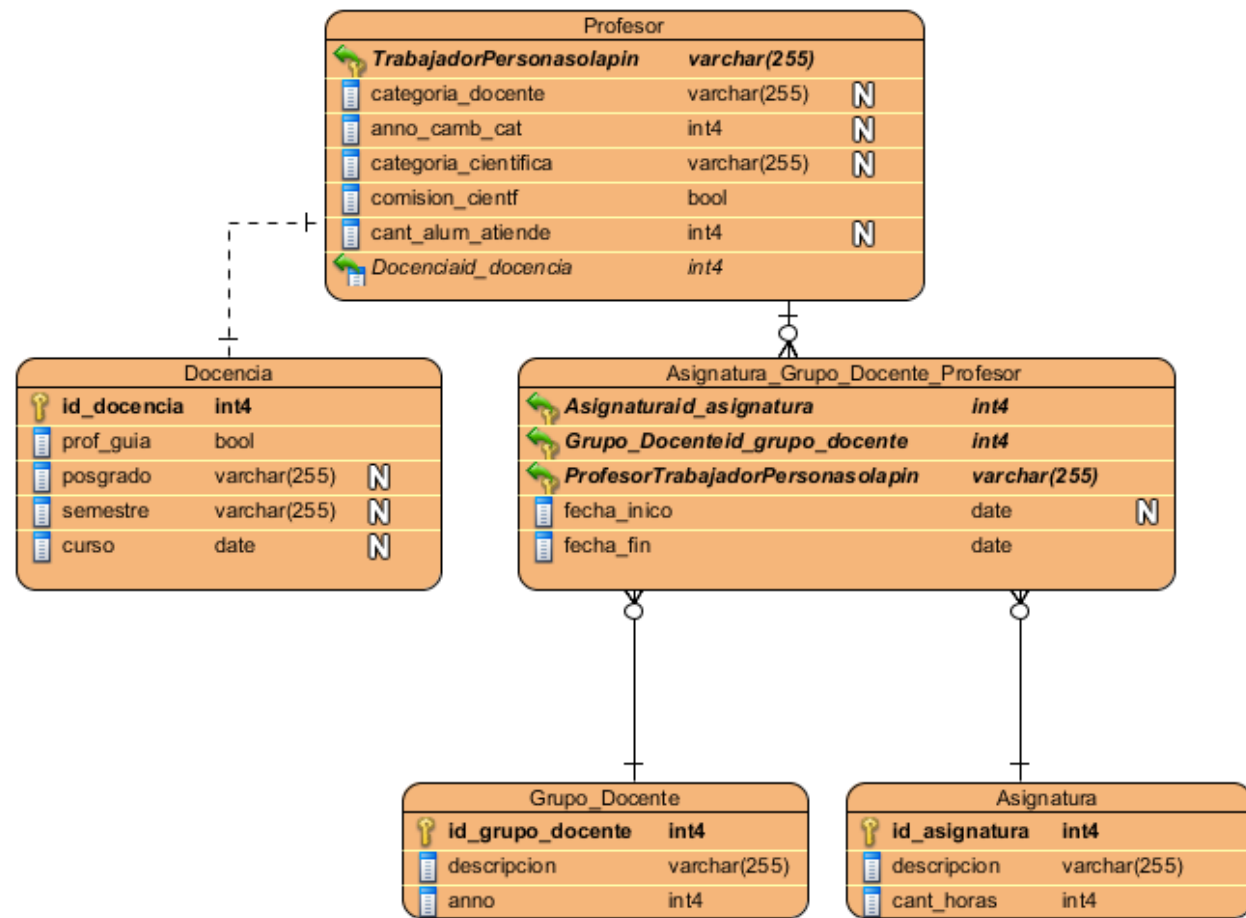 Profesor
TrabajadorPersonasolapin varchar(255)
categoria_docente varchar(255) N
anno_camb_cat int4 N
categoria_cientifica varchar(255) N
comision_cientf bool
cant_alum_atiende int4 N
Docenciaid_docencia int4
Docencia
id_docencia int4
prof_guia bool
posgrado varchar(255) N
semestre varchar(255) N
curso date N
Asignatura_Grupo_Docente_Profesor
Asignaturaid_asignatura int4
Grupo_Docenteid_grupo_docente int4
ProfesorTrabajadorPersonasolapin varchar(255)
fecha_inico date N
fecha_fin date
Grupo_Docente
id_grupo_docente int4
descripcion varchar(255)
anno int4
Asignatura
id_asignatura int4
descripcion varchar(255)
cant_horas int4